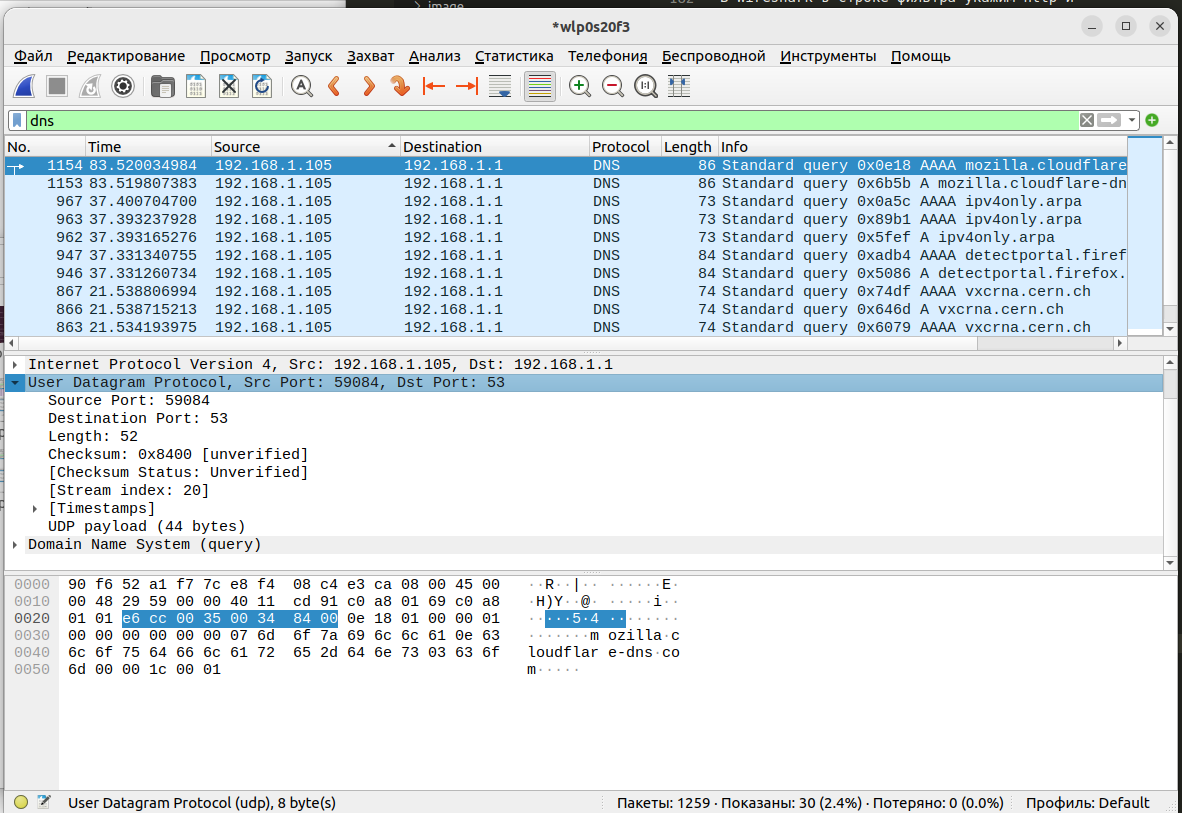 image
*wlp0s20f3
Файл Редактирование Просмотр Запуск Захват Анализ Статистика Телефония Беспроводной Инструменты Помощь
dns
No. Time Source Destination Protocol Length Info
1154 83.520034984 192.168.1.105 192.168.1.1 DNS 86 Standard query 0x0e18 AAAA mozilla.cloudflare
1153 83.519807383 192.168.1.105 192.168.1.1 DNS 86 Standard query 0x6b5b A mozilla.cloudflare-dn
967 37.400704700 192.168.1.105 192.168.1.1 DNS 73 Standard query 0x0a5c AAAA ipv4only.arpa
963 37.393237928 192.168.1.105 192.168.1.1 DNS 73 Standard query 0x89b1 AAAA ipv4only.arpa
962 37.393165276 192.168.1.105 192.168.1.1 DNS 73 Standard query 0x5fef A ipv4only.arpa
947 37.331340755 192.168.1.105 192.168.1.1 DNS 84 Standard query 0xadb4 AAAA detectportal.firef
946 37.331260734 192.168.1.105 192.168.1.1 DNS 84 Standard query 0x5086 A detectportal.firefox.
867 21.538806994 192.168.1.105 192.168.1.1 DNS 74 Standard query 0x74df AAAA vxcrna.cern.ch
866 21.538715213 192.168.1.105 192.168.1.1 DNS 74 Standard query 0x646d A vxcrna.cern.ch
863 21.534193975 192.168.1.105 192.168.1.1 DNS 74 Standard query 0x6079 AAAA vxcrna.cern.ch
Internet Protocol Version 4, Src: 192.168.1.105, Dst: 192.168.1.1
User Datagram Protocol, Src Port: 59084, Dst Port: 53
Source Port: 59084
Destination Port: 53
Length: 52
Checksum: 0x8400 [unverified]
[Checksum Status: Unverified]
[Stream index: 20]
[Timestamps]
UDP payload (44 bytes)
Domain Name System (query)
0000 90 f6 52 a1 f7 7c e8 f4 08 c4 e3 ca 08 00 45 00 ··R··|·· ······E·
0010 00 48 29 59 00 00 40 11 cd 91 c0 a8 01 69 c0 a8 ·H)Y··@· ·····i··
0020 01 01 e6 cc 00 35 00 34 84 00 0e 18 01 00 00 01 ·····5·4 ········
0030 00 00 00 00 00 00 07 6d 6f 7a 69 6c 6c 61 0e 63 ·······m ozilla·c
0040 6c 6f 75 64 66 6c 61 72 65 2d 64 6e 73 03 63 6f loudflar e-dns·co
0050 6d 00 00 1c 00 01 m·····
User Datagram Protocol (udp), 8 byte(s) Пакеты: 1259 · Показаны: 30 (2.4%) · Потеряно: 0 (0.0%) Профиль: Default